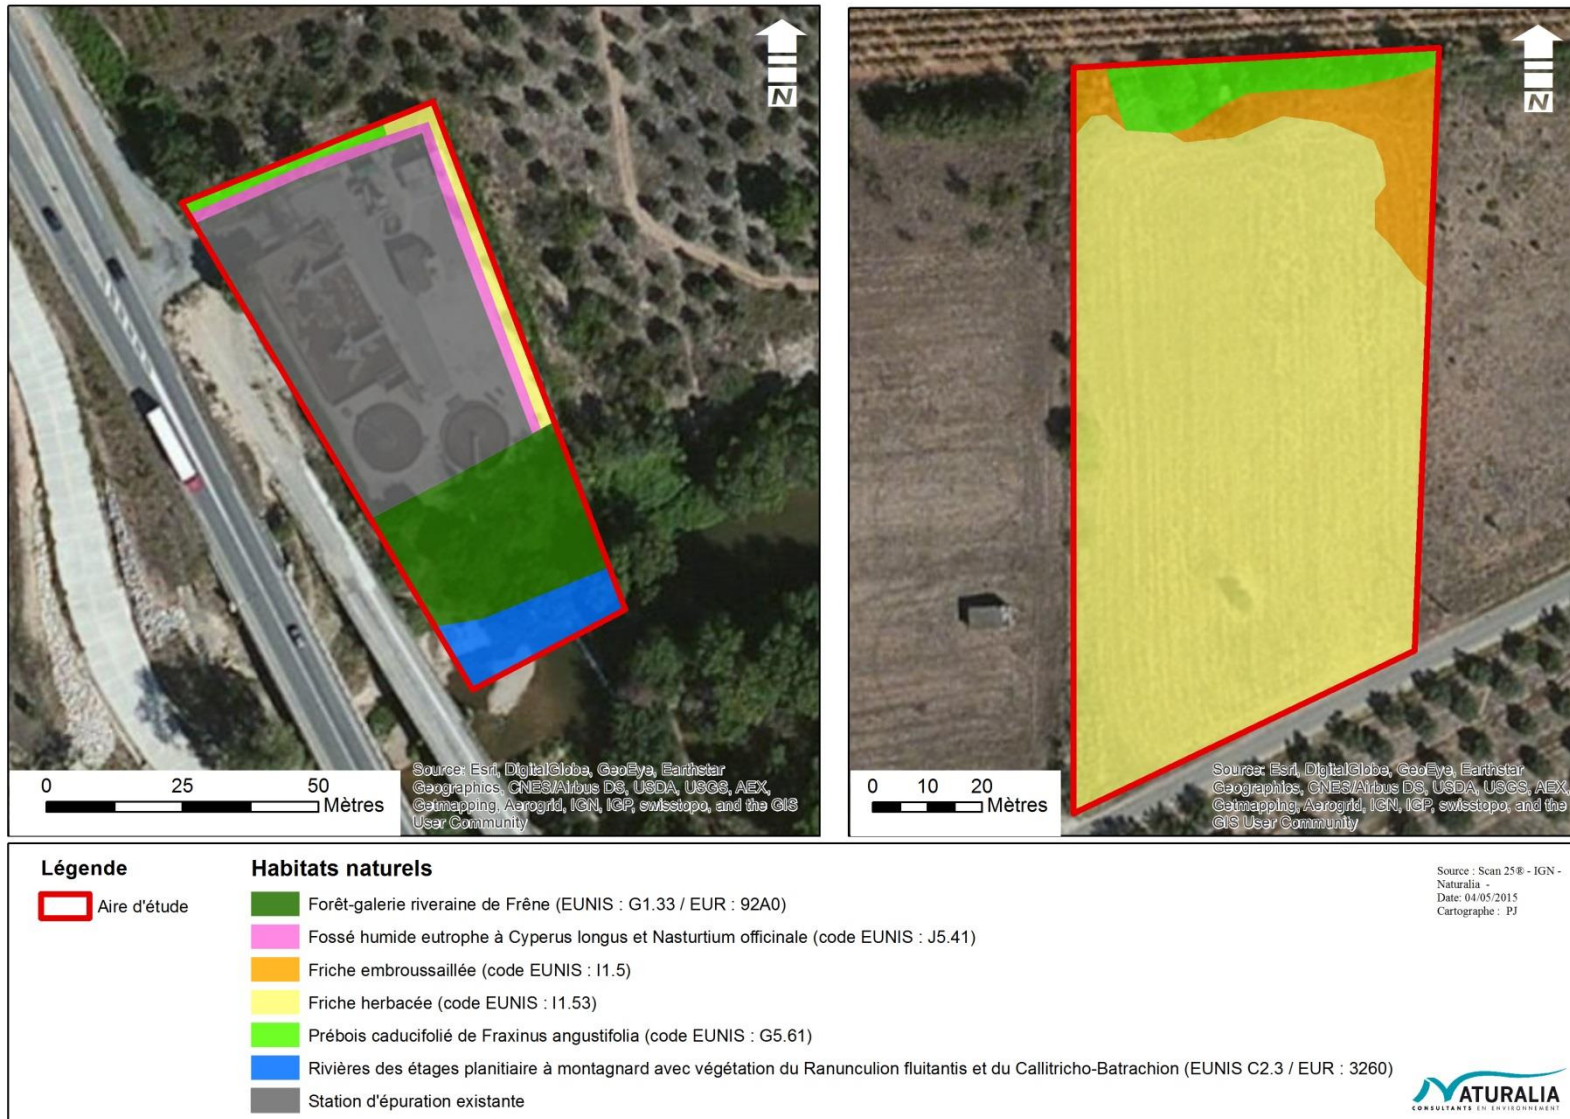 N
N
0 25 50
Mètres
Source: Esri, DigitalGlobe, GeoEye, Earthstar
Geographics, CNES/Airbus DS, USDA, USGS, AEX,
Getmapping, Aerogrid, IGN, IGP, swisstopo, and the GIS
User Community
0 10 20
Mètres
Source: Esri, DigitalGlobe, GeoEye, Earthstar
Geographics, CNES/Airbus DS, USDA, USGS, AEX,
Getmapping, Aerogrid, IGN, IGP, swisstopo, and the
GIS User Community
Légende
Aire d'étude
Habitats naturels
Forêt-galerie riveraine de Frêne (EUNIS : G1.33 / EUR : 92A0)
Fossé humide eutrophe à Cyperus longus et Nasturtium officinale (code EUNIS : J5.41)
Friche embroussaillée (code EUNIS : I1.5)
Friche herbacée (code EUNIS : I1.53)
Prébois caducifolié de Fraxinus angustifolia (code EUNIS : G5.61)
Rivières des étages planitiaire à montagnard avec végétation du Ranunculion fluitantis et du Callitricho-Batrachion (EUNIS C2.3 / EUR : 3260)
Station d'épuration existante
Source : Scan 25® - IGN -
Naturalia -
Date: 04/05/2015
Cartographe : PJ
NATURALIA
CONSULTANTS EN ENVIRONNEMENT